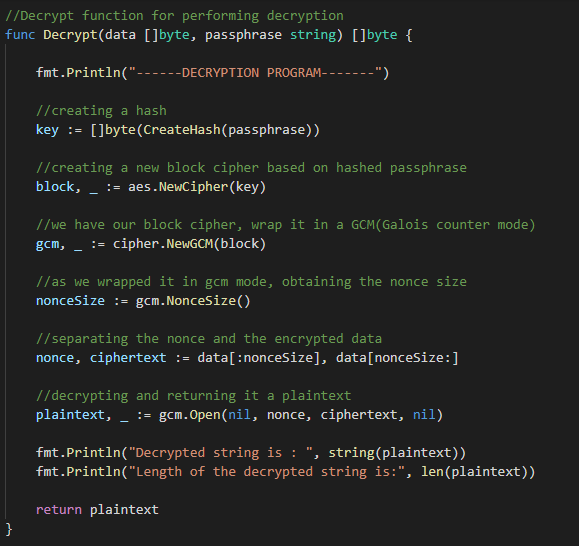 //Decrypt function for performing decryption
func Decrypt(data []byte, passphrase string) []byte {
fmt.Println("------DECRYPTION PROGRAM-------")
//creating a hash
key := []byte(CreateHash(passphrase))
//creating a new block cipher based on hashed passphrase
block, _ := aes.NewCipher(key)
//we have our block cipher, wrap it in a GCM(Galois counter mode)
gcm, _ := cipher.NewGCM(block)
//as we wrapped it in gcm mode, obtaining the nonce size
nonceSize := gcm.NonceSize()
//separating the nonce and the encrypted data
nonce, ciphertext := data[:nonceSize], data[nonceSize:]
//decrypting and returning it a plaintext
plaintext, _ := gcm.Open(nil, nonce, ciphertext, nil)
fmt.Println("Decrypted string is : ", string(plaintext))
fmt.Println("Length of the decrypted string is:", len(plaintext))
return plaintext
}